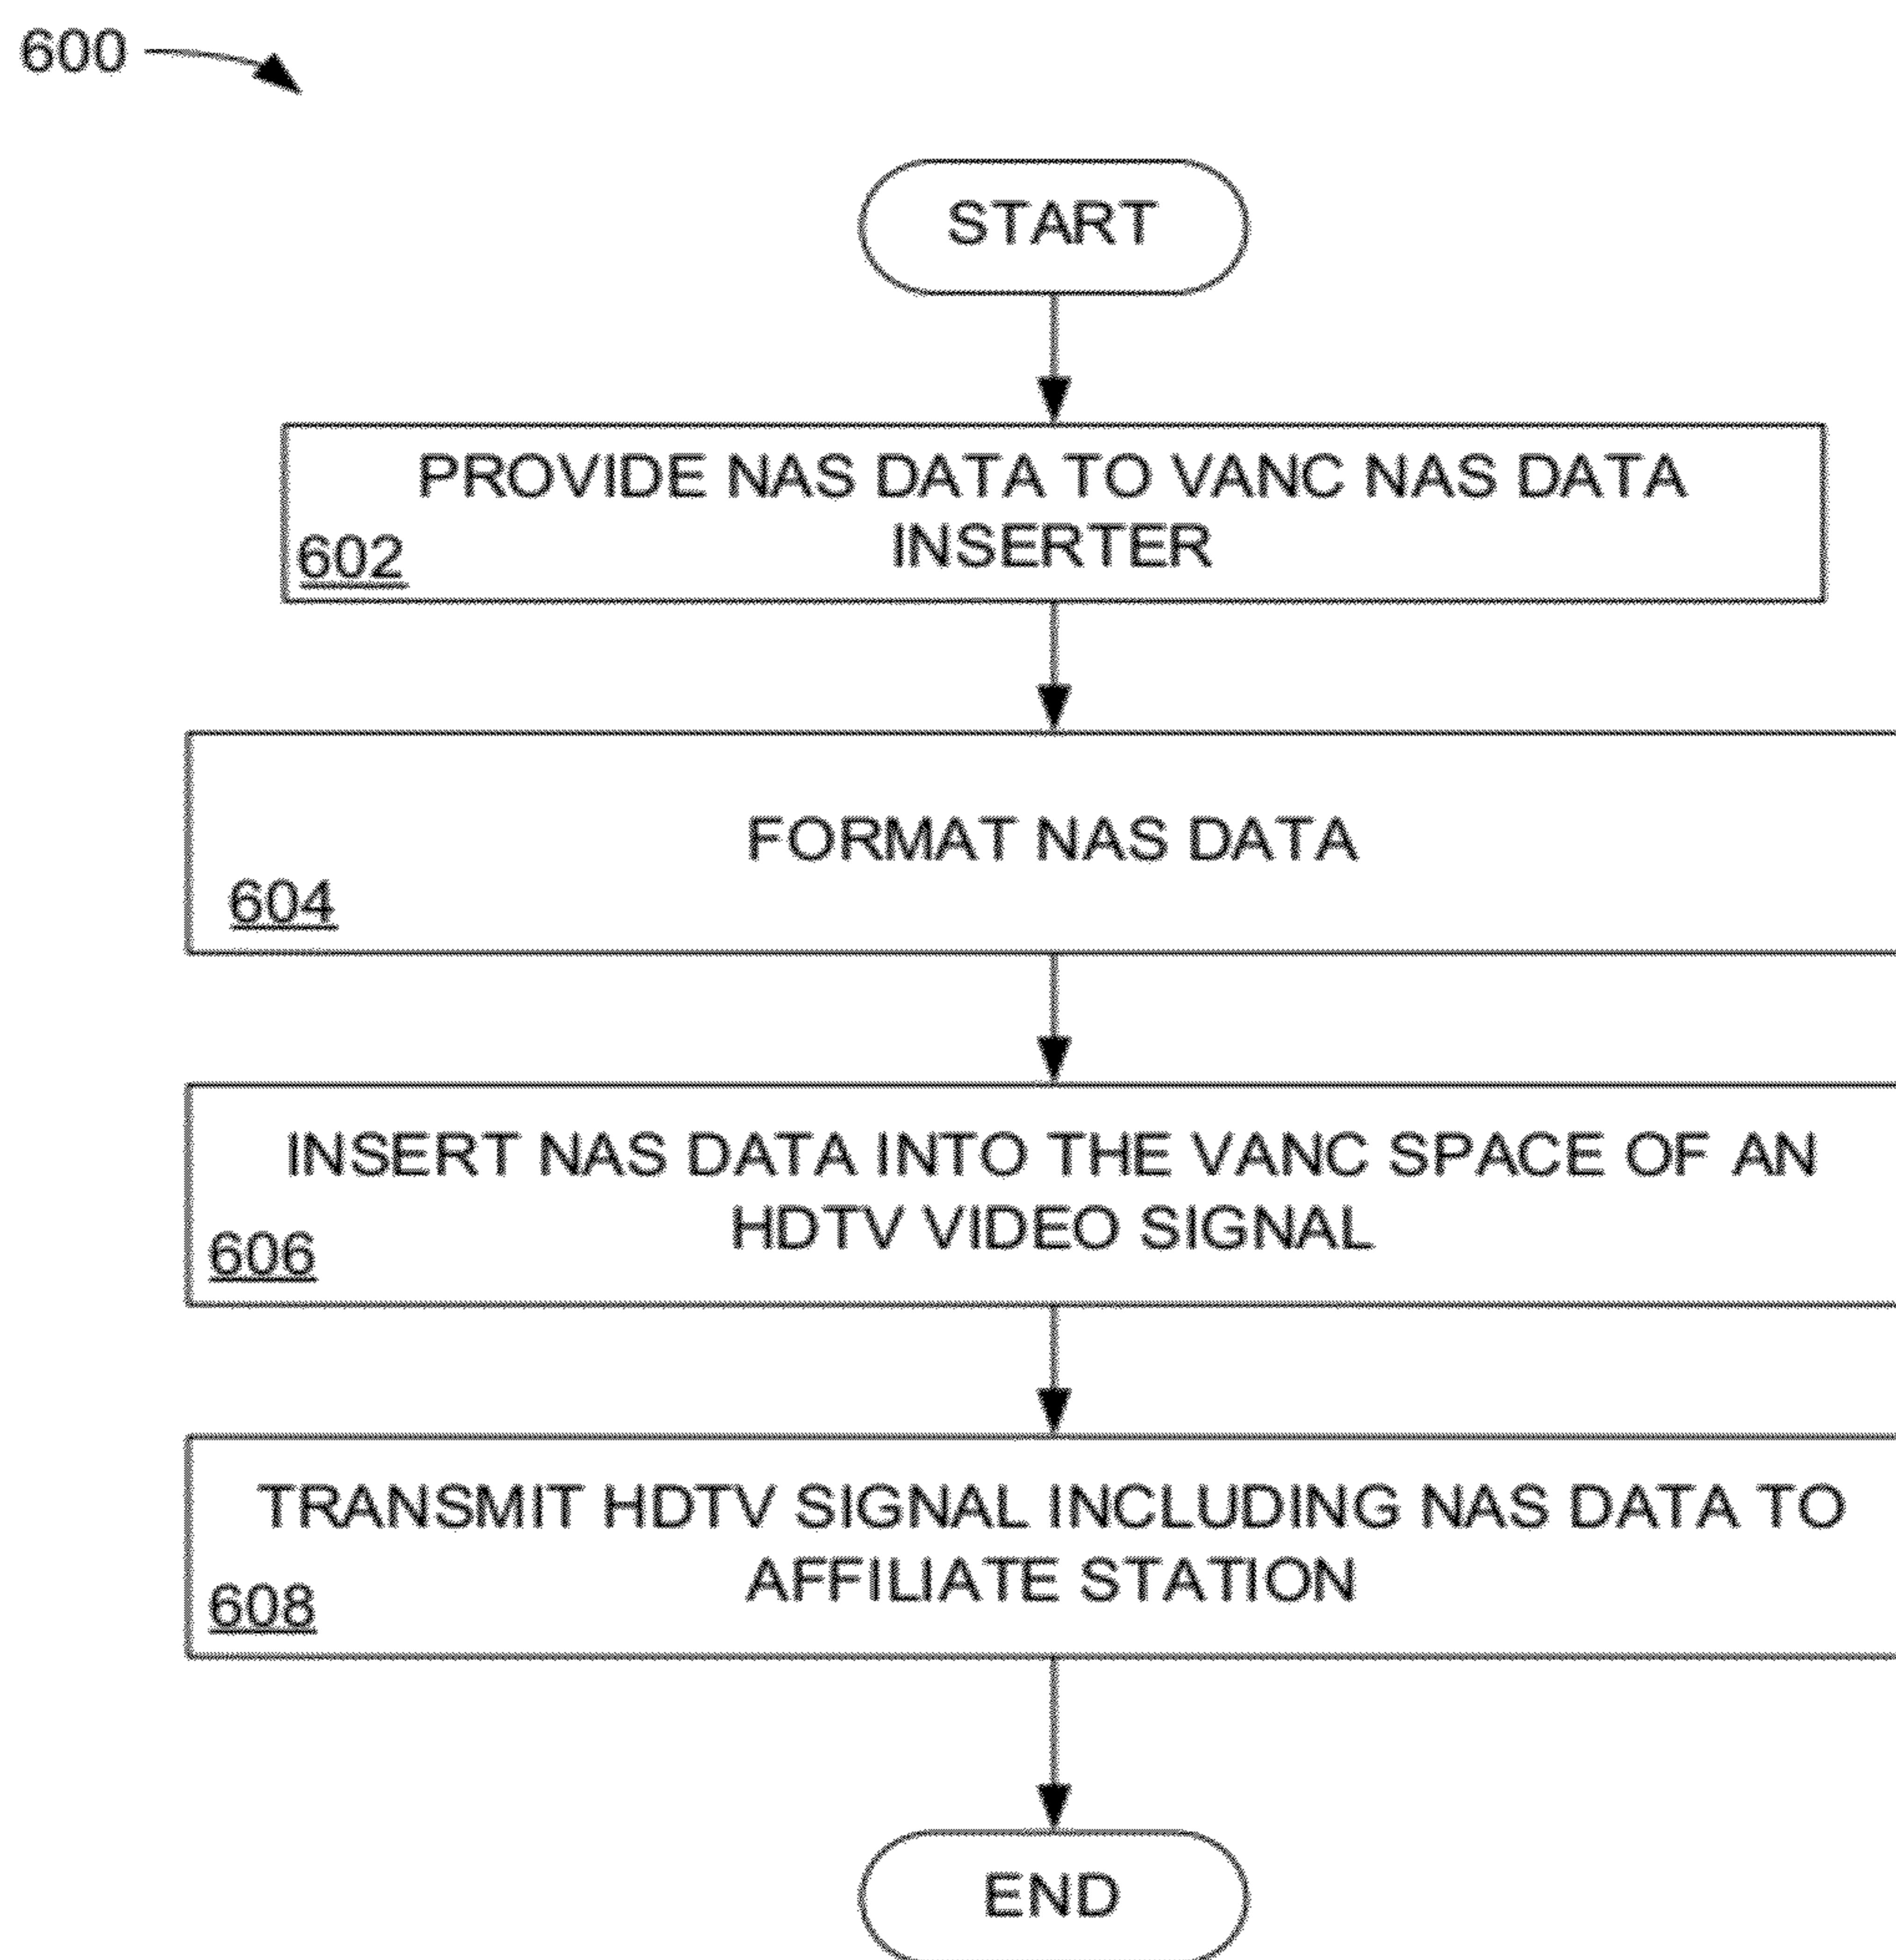 600
START
PROVIDE NAS DATA TO VANC NAS DATA
INSERTER
602
FORMAT NAS DATA
604
INSERT NAS DATA INTO THE VANC SPACE OF AN
HDTV VIDEO SIGNAL
606
TRANSMIT HDTV SIGNAL INCLUDING NAS DATA TO
AFFILIATE STATION
608
END